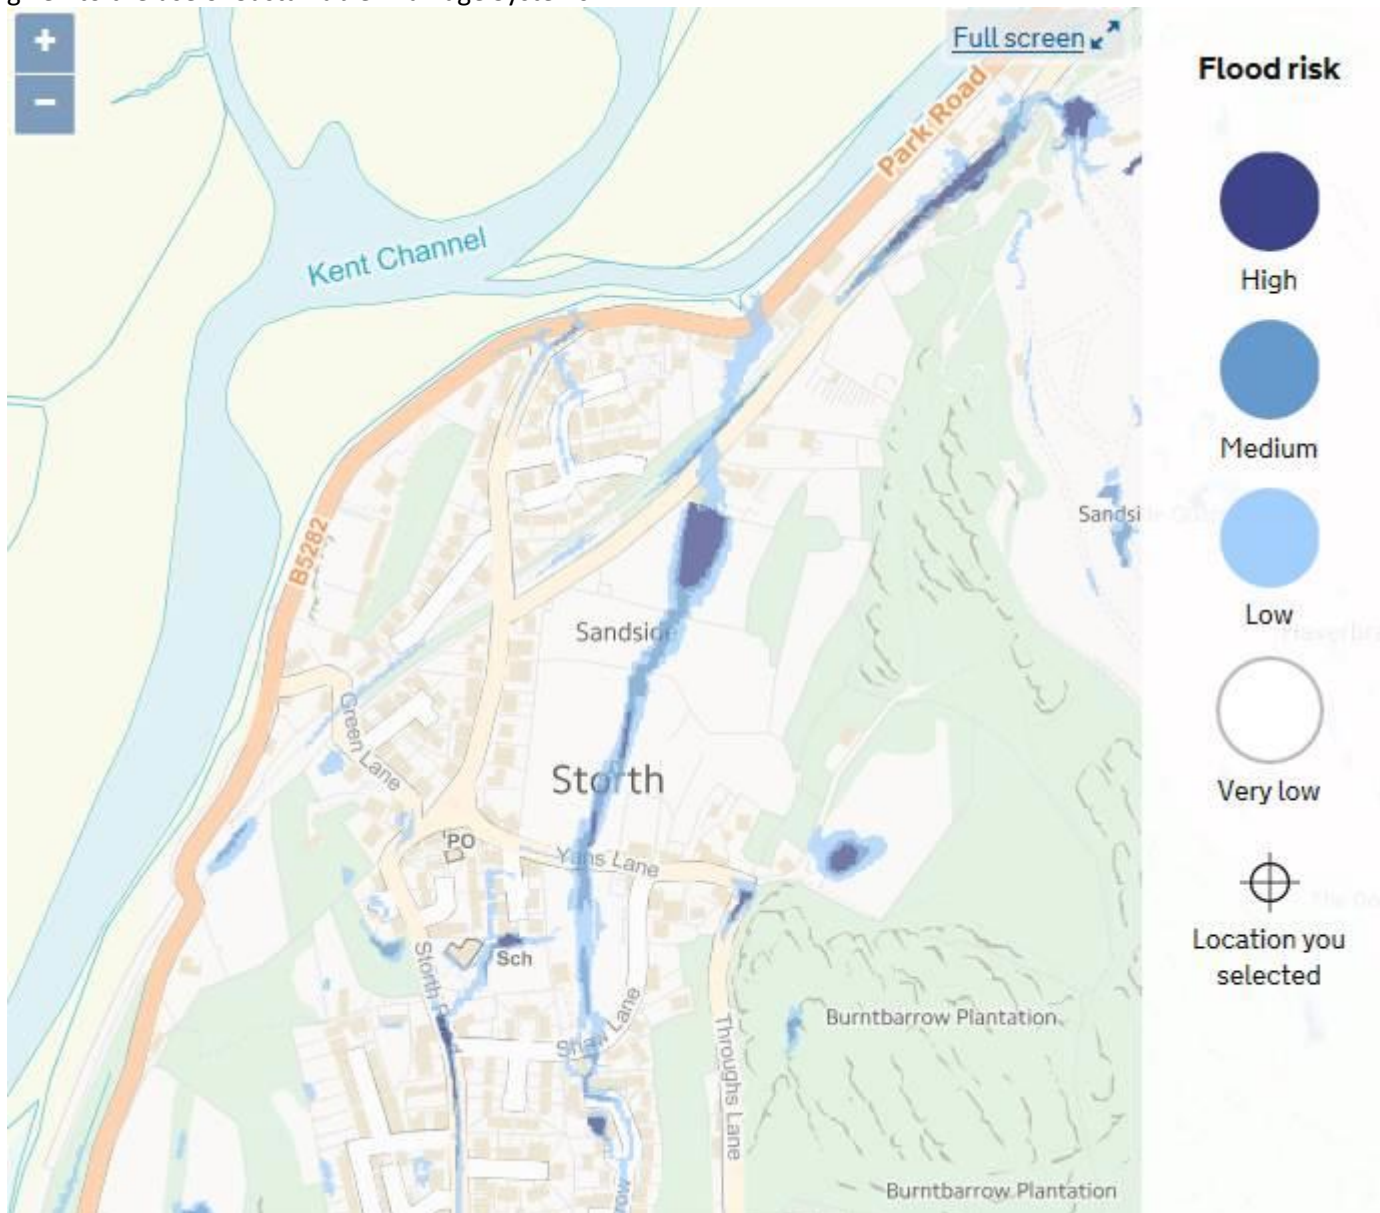 Full screen
Park Road
Kent Channel
B5282
Sandside
Green Lane
Storth
PO
Yans Lane
Sch
Storth
Shaw Lane
Throughs Lane
Burntbarrow Plantation
Burntbarrow Plantation
Sandsi
Flood risk
High
Medium
Low
Very low
Location you
selected